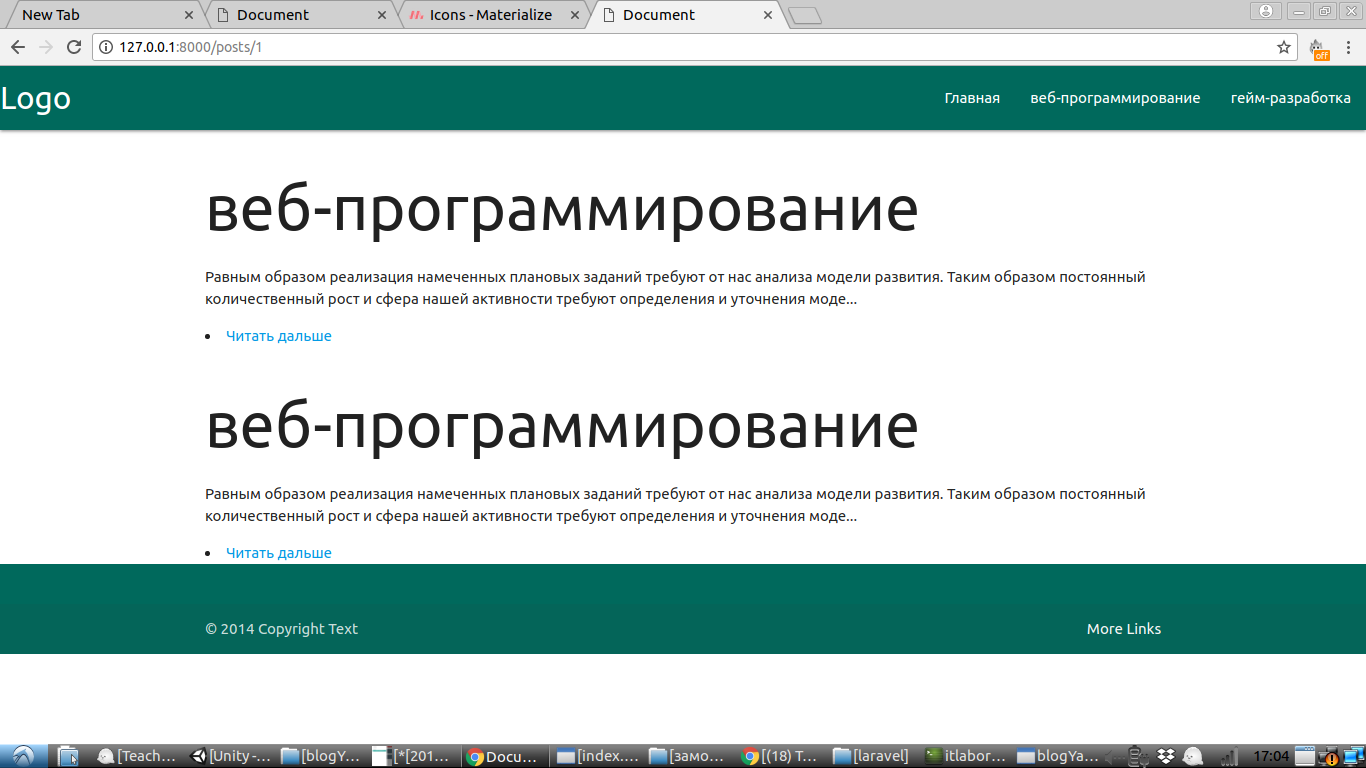 New Tab
Document
Icons - Materialize
Document
127.0.0.1:8000/posts/1
off
Logo
Главная
веб-программирование
гейм-разработка
веб-программирование
Равным образом реализация намеченных плановых заданий требуют от нас анализа модели развития. Таким образом постоянный
количественный рост и сфера нашей активности требуют определения и уточнения моде...
Читать дальше
веб-программирование
Равным образом реализация намеченных плановых заданий требуют от нас анализа модели развития. Таким образом постоянный
количественный рост и сфера нашей активности требуют определения и уточнения моде...
Читать дальше
© 2014 Copyright Text
More Links
[Teach...
[Unity -...
[blogY...
[*[201...
Docu...
[index....
[замо...
[(18) T...
[laravel]
itlabor...
blogYa...
17:04